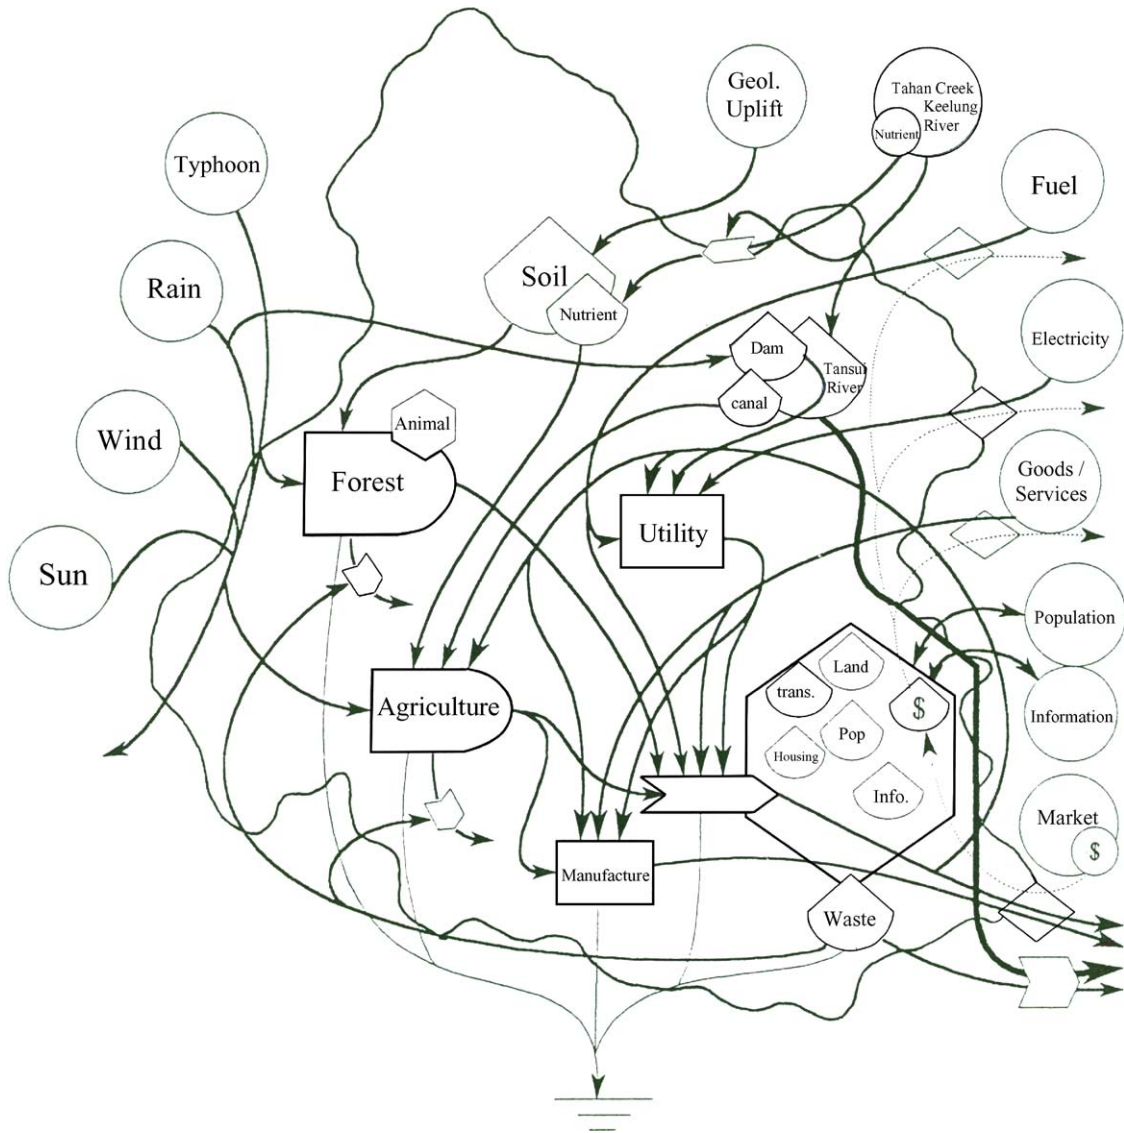 Geol.
Uplift
Tahan Creek
Keelung
River
Nutrient
Typhoon
Fuel
Rain
Soil
Nutrient
Electricity
Dam
Tansui
River
canal
Wind
Animal
Forest
Goods /
Services
Utility
Sun
Population
Land
trans.
$
Agriculture
Pop
Information
Housing
Info.
Market
$
Manufacture
Waste